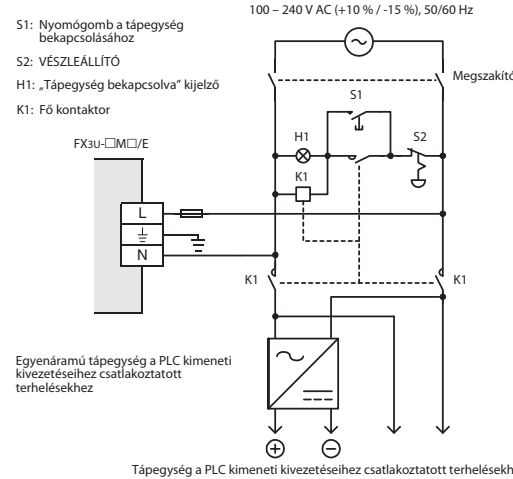 100 – 240 V AC (+10 % / -15 %), 50/60 Hz
S1: Nyomógomb a tápegység
bekapcsolásához
S2: VÉSZLEÁLLÍTÓ
H1: „Tápegység bekapcsolva” kijelző
K1: Fő kontaktor
Megszakító
S1
FX3U-□M□/E
H1
S2
K1
L
N
K1
K1
Egyenáramú tápegység a PLC kimeneti
kivezetéseihez csatlakoztatott
terhelésekhez
Tápegység a PLC kimeneti kivezetéseihez csatlakoztatott terhelésekh